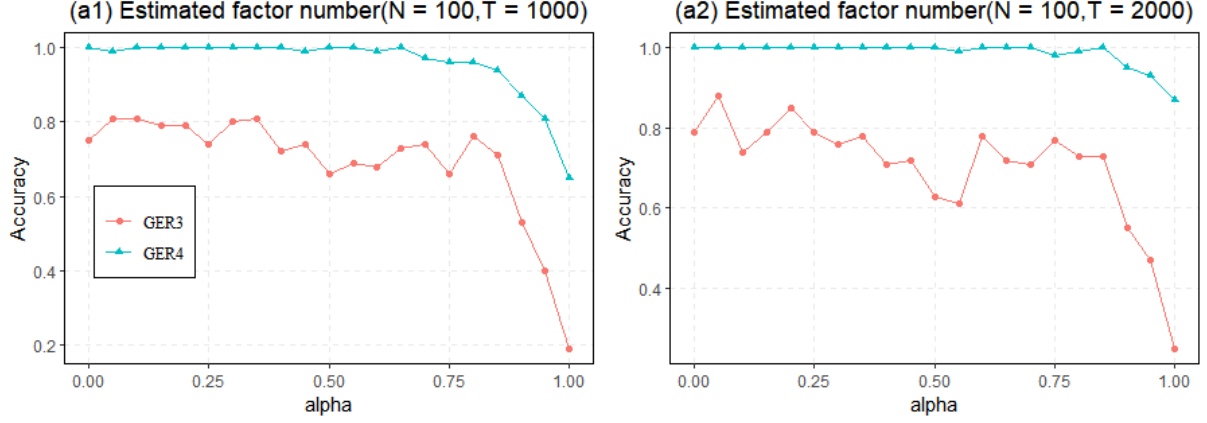 (a1) Estimated factor number(N = 100,T = 1000)
1.0
0.8
0.6
0.4
0.2
Accuracy
GER3
GER4
0.00 0.25 0.50 0.75 1.00
alpha
(a2) Estimated factor number(N = 100,T = 2000)
1.0
0.8
0.6
0.4
Accuracy
0.00 0.25 0.50 0.75 1.00
alpha